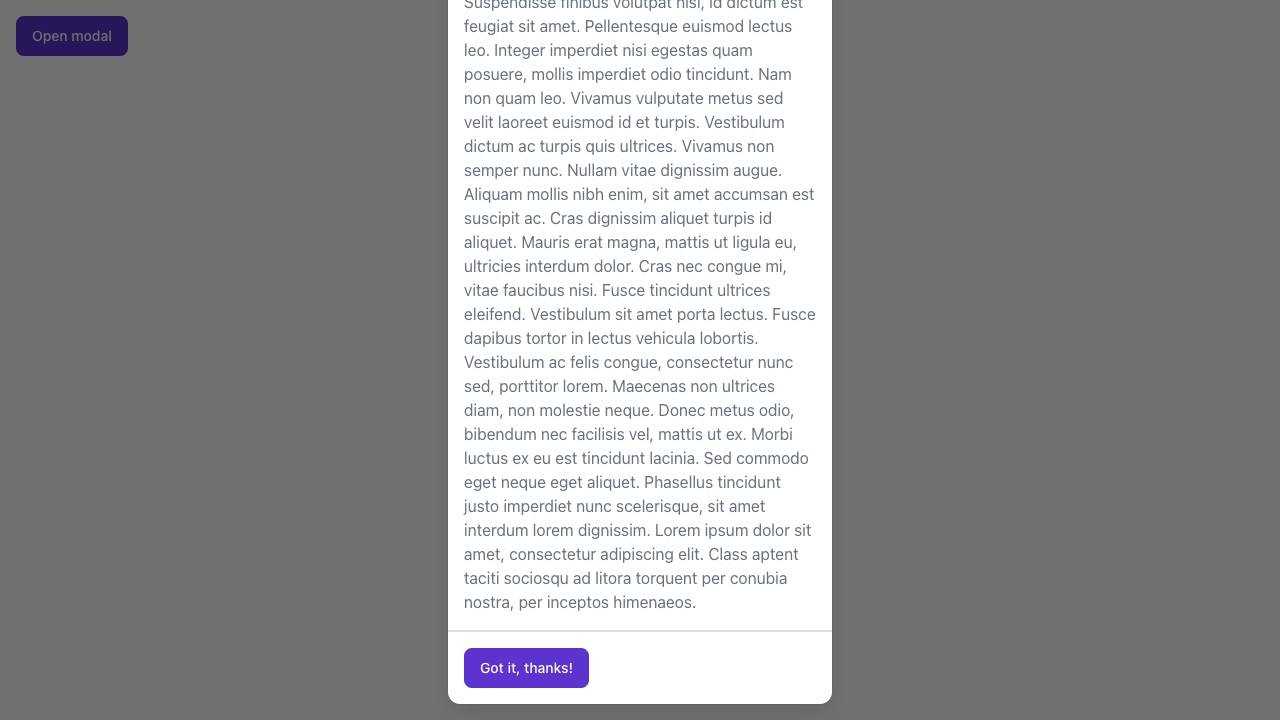 Open modal
Suspendisse finibus volutpat nisl, id dictum est
feugiat sit amet. Pellentesque euismod lectus
leo. Integer imperdiet nisi egestas quam
posuere, mollis imperdiet odio tincidunt. Nam
non quam leo. Vivamus vulputate metus sed
velit laoreet euismod id et turpis. Vestibulum
dictum ac turpis quis ultrices. Vivamus non
semper nunc. Nullam vitae dignissim augue.
Aliquam mollis nibh enim, sit amet accumsan est
suscipit ac. Cras dignissim aliquet turpis id
aliquet. Mauris erat magna, mattis ut ligula eu,
ultricies interdum dolor. Cras nec congue mi,
vitae faucibus nisi. Fusce tincidunt ultrices
eleifend. Vestibulum sit amet porta lectus. Fusce
dapibus tortor in lectus vehicula lobortis.
Vestibulum ac felis congue, consectetur nunc
sed, porttitor lorem. Maecenas non ultrices
diam, non molestie neque. Donec metus odio,
bibendum nec facilisis vel, mattis ut ex. Morbi
luctus ex eu est tincidunt lacinia. Sed commodo
eget neque eget aliquet. Phasellus tincidunt
justo imperdiet nunc scelerisque, sit amet
interdum lorem dignissim. Lorem ipsum dolor sit
amet, consectetur adipiscing elit. Class aptent
taciti sociosqu ad litora torquent per conubia
nostra, per inceptos himenaeos.
Got it, thanks!